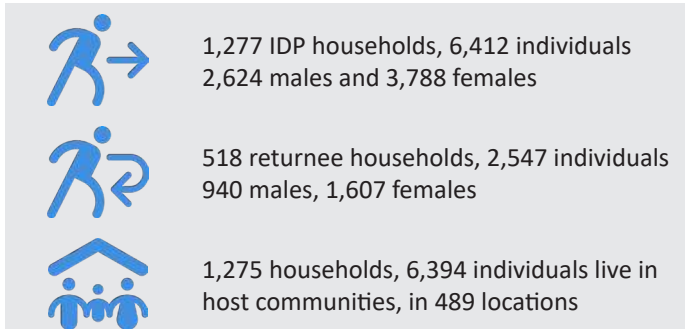 1,277 IDP households, 6,412 individuals
2,624 males and 3,788 females
518 returnee households, 2,547 individuals
940 males, 1,607 females
1,275 households, 6,394 individuals live in
host communities, in 489 locations